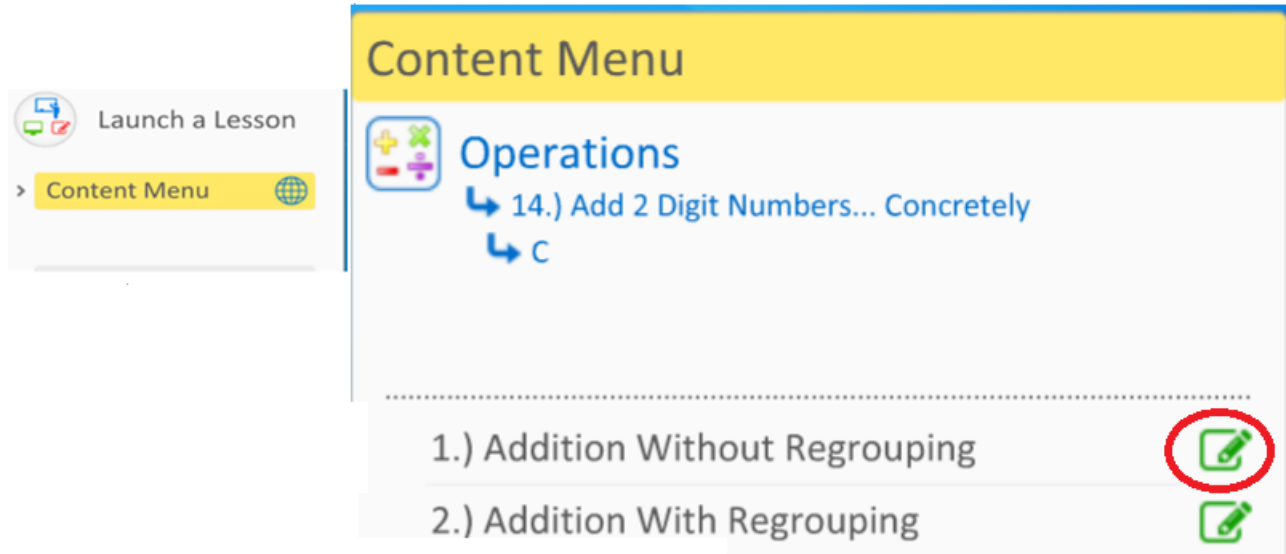 Launch a Lesson
Content Menu
Content Menu
Operations
14.) Add 2 Digit Numbers... Concretely
C
1.) Addition Without Regrouping
2.) Addition With Regrouping